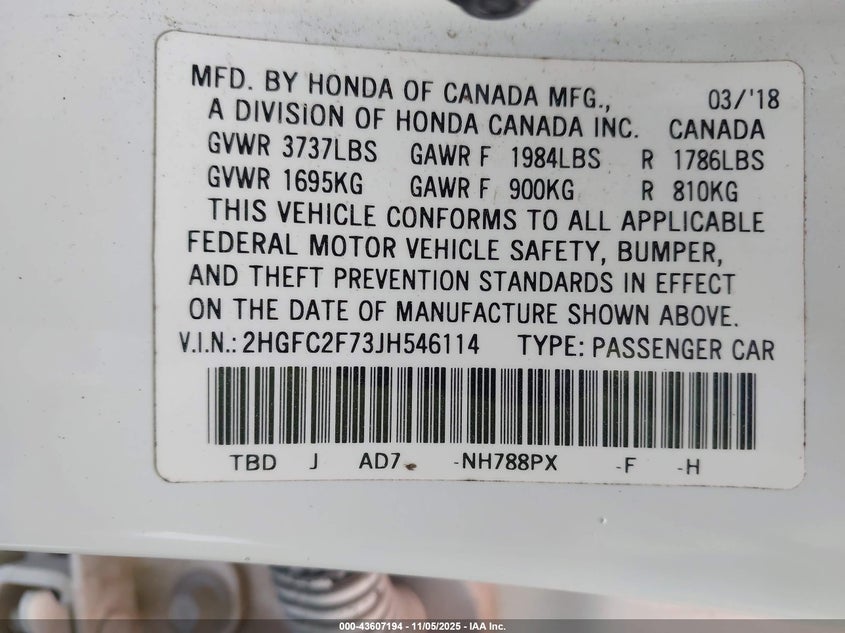 MFD. BY HONDA OF CANADA MFG., 03/'18
A DIVISION OF HONDA CANADA INC. CANADA
GVWR 3737LBS GAWR F 1984LBS R 1786LBS
GVWR 1695KG GAWR F 900KG R 810KG
THIS VEHICLE CONFORMS TO ALL APPLICABLE
FEDERAL MOTOR VEHICLE SAFETY, BUMPER,
AND THEFT PREVENTION STANDARDS IN EFFECT
ON THE DATE OF MANUFACTURE SHOWN ABOVE.
V.I.N.: 2HGFC2F73JH546114 TYPE: PASSENGER CAR
TBD J AD7 -NH788PX -F -H
000-43607194 - 11/05/2025 - IAA Inc.